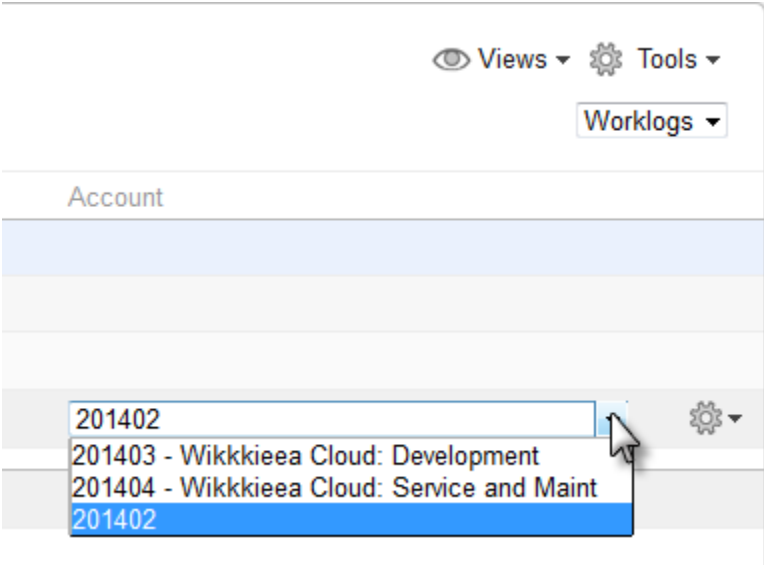 Views Tools
Worklogs
Account
201402
201403 - Wikkkieea Cloud: Development
201404 - Wikkkieea Cloud: Service and Maint
201402